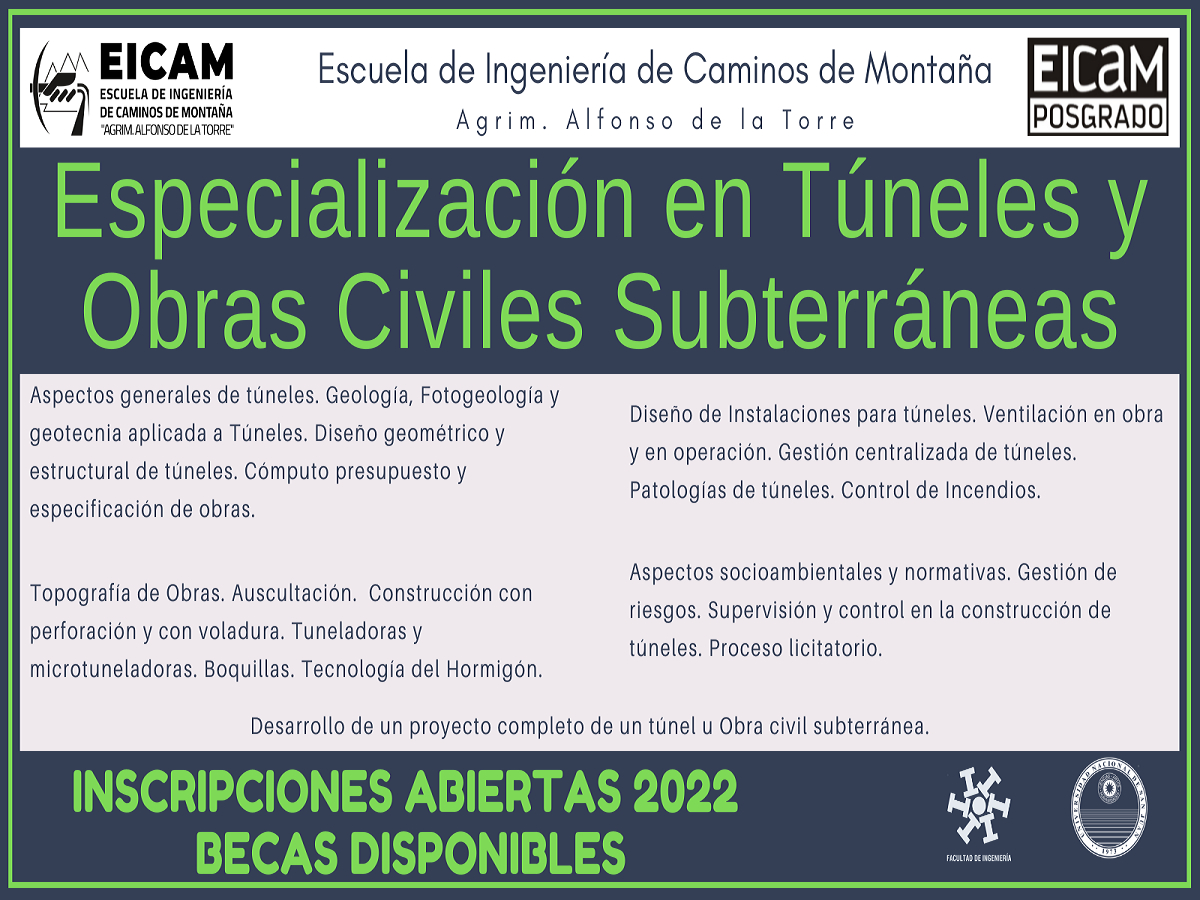 EICAM
ESCUELA DE INGENIERÍA
DE CAMINOS DE MONTAÑA
"AGRIM. ALFONSO DE LA TORRE"
Escuela de Ingeniería de Caminos de Montaña
Agrim. Alfonso de la Torre
EICaM
POSGRADO
Especialización en Túneles y
Obras Civiles Subterráneas
Aspectos generales de túneles. Geología, Fotogeología y
geotecnia aplicada a Túneles. Diseño geométrico y
estructural de túneles. Cómputo presupuesto y
especificación de obras.
Topografía de Obras. Auscultación. Construcción con
perforación y con voladura. Tuneladoras y
microtuneladoras. Boquillas. Tecnología del Hormigón.
Diseño de Instalaciones para túneles. Ventilación en obra
y en operación. Gestión centralizada de túneles.
Patologías de túneles. Control de Incendios.
Aspectos socioambientales y normativas. Gestión de
riesgos. Supervisión y control en la construcción de
túneles. Proceso licitatorio.
Desarrollo de un proyecto completo de un túnel u Obra civil subterránea.
INSCRIPCIONES ABIERTAS 2022
BECAS DISPONIBLES
FACULTAD DE INGENIERÍA
UNIVERSIDAD NACIONAL DE SAN JUAN
1973